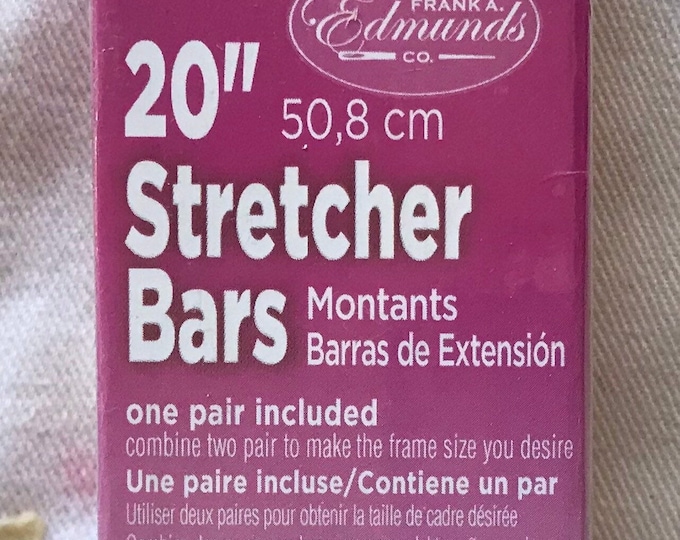 FRANK A.
Edmunds
CO.
20"
50,8 cm
Stretcher
Bars
Montants
Barras de Extensión
one pair included
combine two pair to make the frame size you desire
Une paire incluse/Contiene un par
Utiliser deux paires pour obtenir la taille de cadre désirée